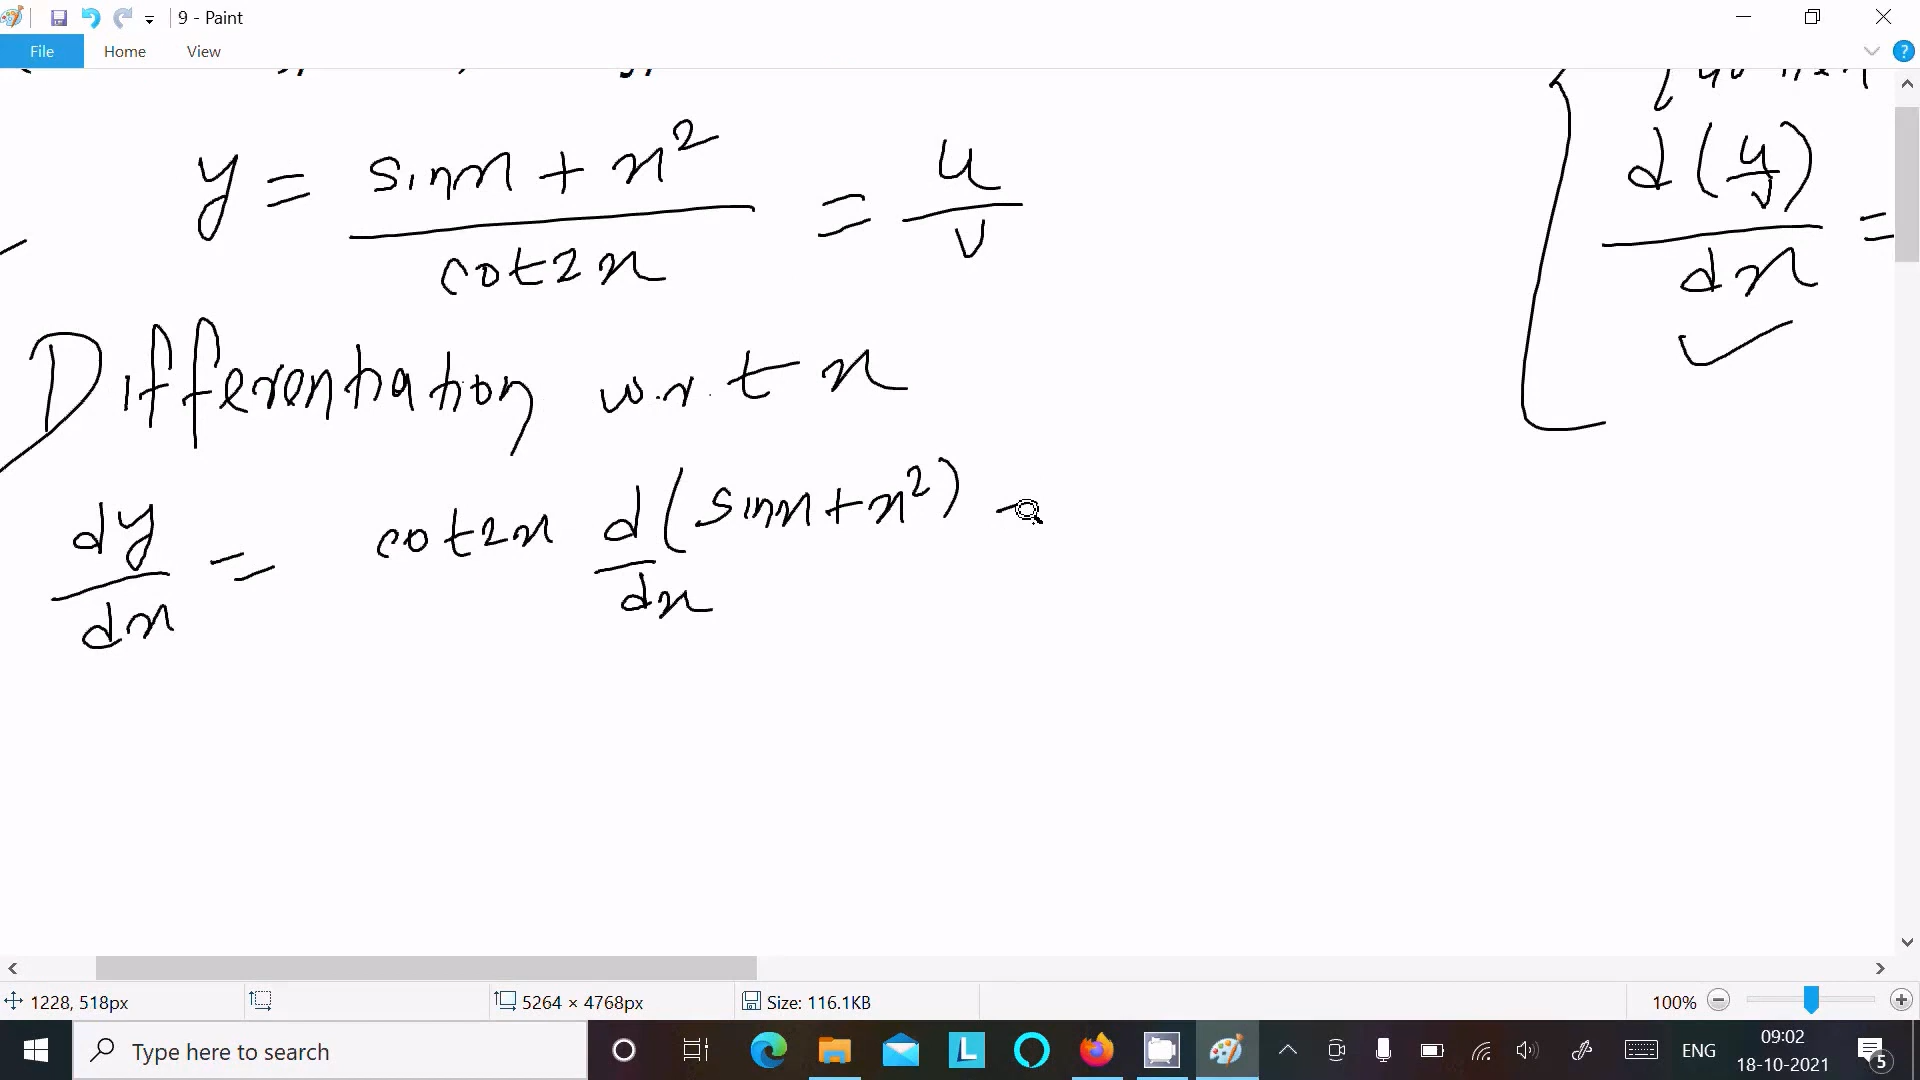 9 - Paint
File Home View
y = sinx + x² / cot2x = u / v
d(u/v) / dx =
Differentiation w.r.t x
dy / dx = cot2x d/dx (sinx + x²) -
1228, 518px 5264 × 4768px Size: 116.1KB 100%
Type here to search ENG 09:02
18-10-2021 5